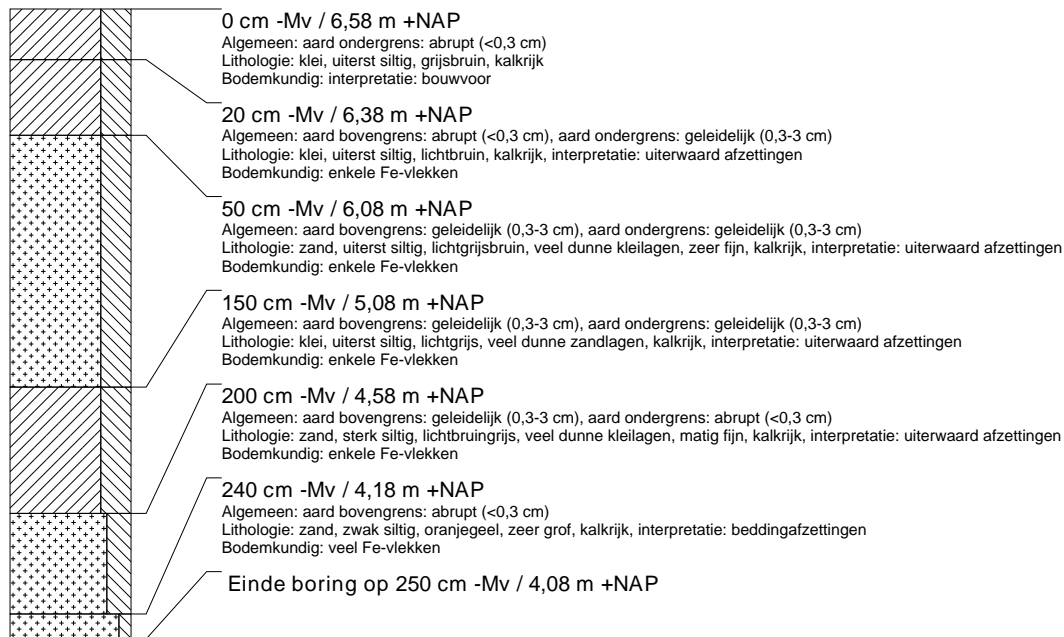 0 cm -Mv / 6,58 m +NAP
Algemeen: aard ondergrens: abrupt (<0,3 cm)
Lithologie: klei, uiterst siltig, grijsbruin, kalkrijk
Bodemkundig: interpretatie: bouwvoor
20 cm -Mv / 6,38 m +NAP
Algemeen: aard bovengrens: abrupt (<0,3 cm), aard ondergrens: geleidelijk (0,3-3 cm)
Lithologie: klei, uiterst siltig, lichtbruin, kalkrijk, interpretatie: uiterwaard afzettingen
Bodemkundig: enkele Fe-vlekken
50 cm -Mv / 6,08 m +NAP
Algemeen: aard bovengrens: geleidelijk (0,3-3 cm), aard ondergrens: geleidelijk (0,3-3 cm)
Lithologie: zand, uiterst siltig, lichtgrijsbruin, veel dunne kleilagen, zeer fijn, kalkrijk, interpretatie: uiterwaard afzettingen
Bodemkundig: enkele Fe-vlekken
150 cm -Mv / 5,08 m +NAP
Algemeen: aard bovengrens: geleidelijk (0,3-3 cm), aard ondergrens: geleidelijk (0,3-3 cm)
Lithologie: klei, uiterst siltig, lichtgrijs, veel dunne zandlagen, kalkrijk, interpretatie: uiterwaard afzettingen
Bodemkundig: enkele Fe-vlekken
200 cm -Mv / 4,58 m +NAP
Algemeen: aard bovengrens: geleidelijk (0,3-3 cm), aard ondergrens: abrupt (<0,3 cm)
Lithologie: zand, sterk siltig, lichtbruingrijs, veel dunne kleilagen, matig fijn, kalkrijk, interpretatie: uiterwaard afzettingen
Bodemkundig: enkele Fe-vlekken
240 cm -Mv / 4,18 m +NAP
Algemeen: aard bovengrens: abrupt (<0,3 cm)
Lithologie: zand, zwak siltig, oranjegeel, zeer grof, kalkrijk, interpretatie: beddingafzettingen
Bodemkundig: veel Fe-vlekken
Einde boring op 250 cm -Mv / 4,08 m +NAP